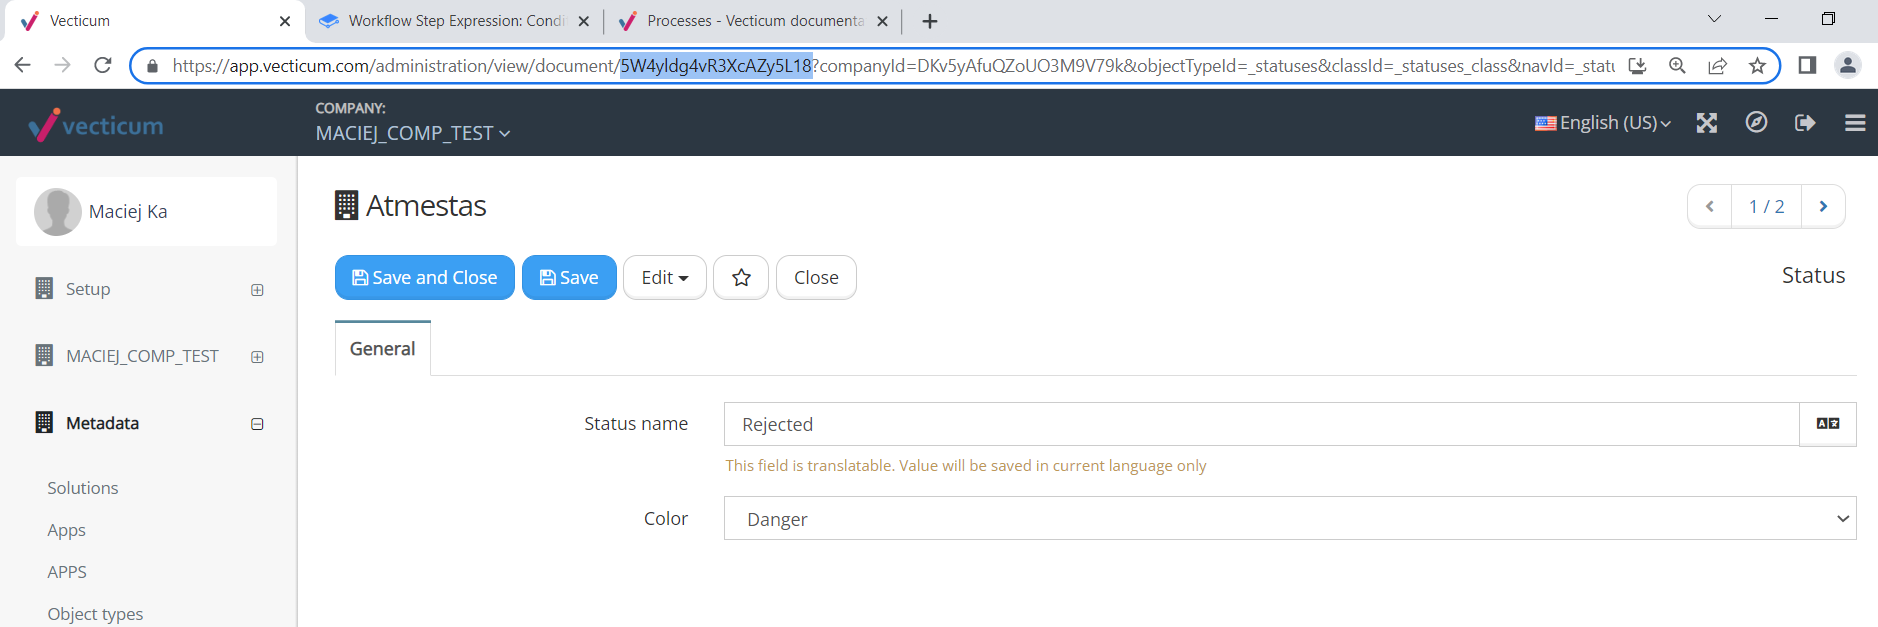 Vecticum
Workflow Step Expression: Condi
Processes - Vecticum documenta
https://app.vecticum.com/administration/view/document/5W4yldg4vR3XcAZy5L18?companyId=DKv5yAfuQZoUO3M9V79k&objectTypeId=_statuses&classId=_statuses_class&navId=_statu
vecticum
COMPANY:
MACIEJ_COMP_TEST
English (US)
Maciej Ka
Setup
MACIEJ_COMP_TEST
Metadata
Solutions
Apps
APPS
Object types
Atmestas
1 / 2
Save and Close
Save
Edit
Close
Status
General
Status name
Rejected
This field is translatable. Value will be saved in current language only
Color
Danger